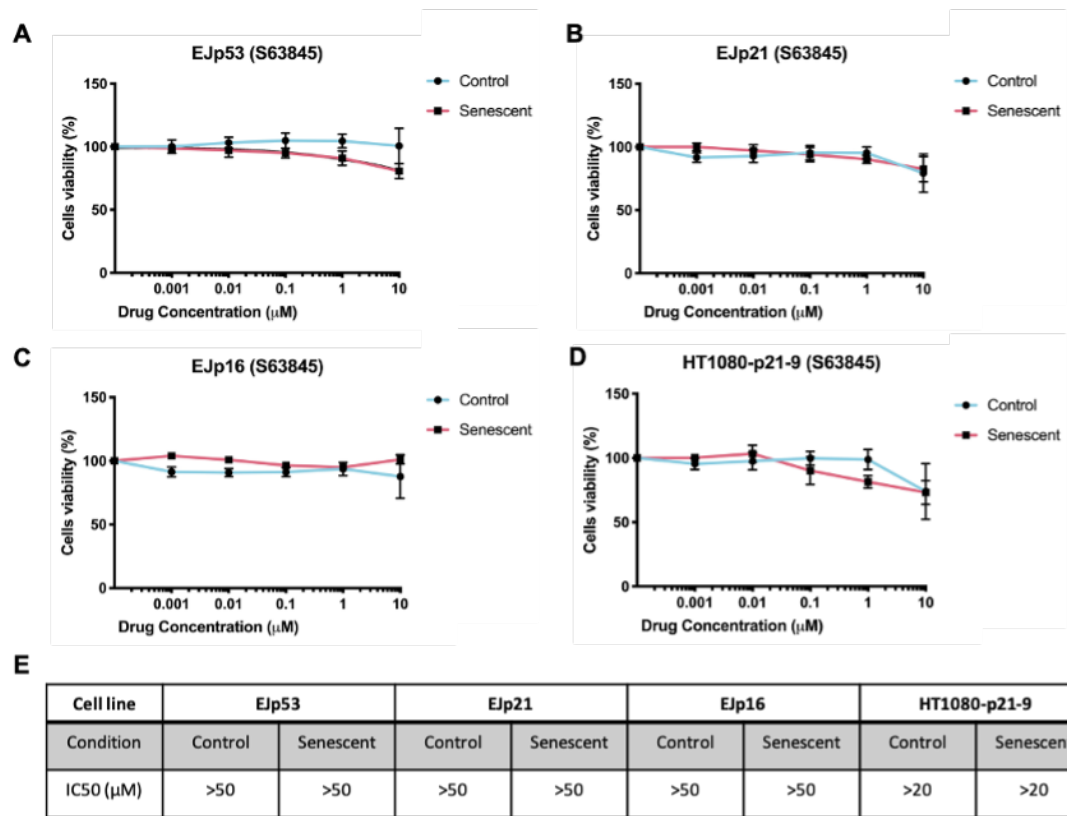 A
EJp53 (S63845)
Cells viability (%)
150
100
50
0
0.001 0.01 0.1 1 10
Drug Concentration (μM)
Control
Senescent
B
EJp21 (S63845)
Cells viability (%)
150
100
50
0
0.001 0.01 0.1 1 10
Drug Concentration (μM)
Control
Senescent
C
EJp16 (S63845)
Cells viability (%)
150
100
50
0
0.001 0.01 0.1 1 10
Drug Concentration (μM)
Control
Senescent
D
HT1080-p21-9 (S63845)
Cells viability (%)
150
100
50
0
0.001 0.01 0.1 1 10
Drug Concentration (μM)
Control
Senescent
E
Cell line EJp53 EJp21 EJp16 HT1080-p21-9
Condition Control Senescent Control Senescent Control Senescent Control Senescen
IC50 (μM) >50 >50 >50 >50 >50 >50 >20 >20